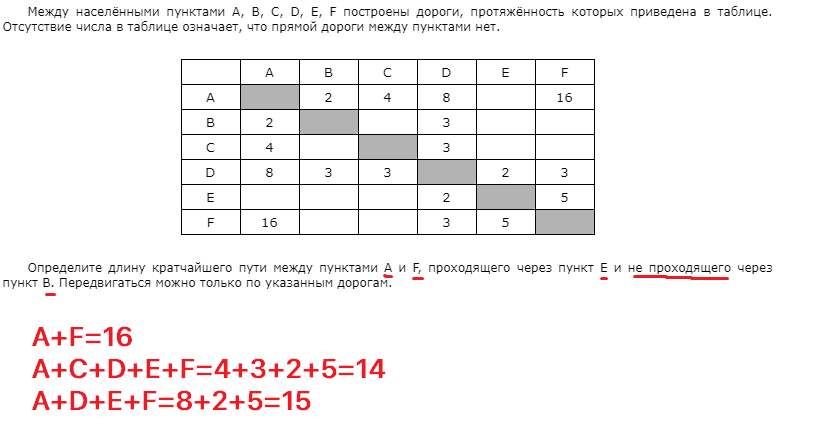 Между населёнными пунктами A, B, C, D, E, F построены дороги, протяжённость которых приведена в таблице.
Отсутствие числа в таблице означает, что прямой дороги между пунктами нет.
A B C D E F
A 2 4 8 16
B 2 3
C 4 3
D 8 3 3 2 3
E 2 5
F 16 3 5
Определите длину кратчайшего пути между пунктами A и F, проходящего через пункт E и не проходящего через
пункт B. Передвигаться можно только по указанным дорогам.
A+F=16
A+C+D+E+F=4+3+2+5=14
A+D+E+F=8+2+5=15